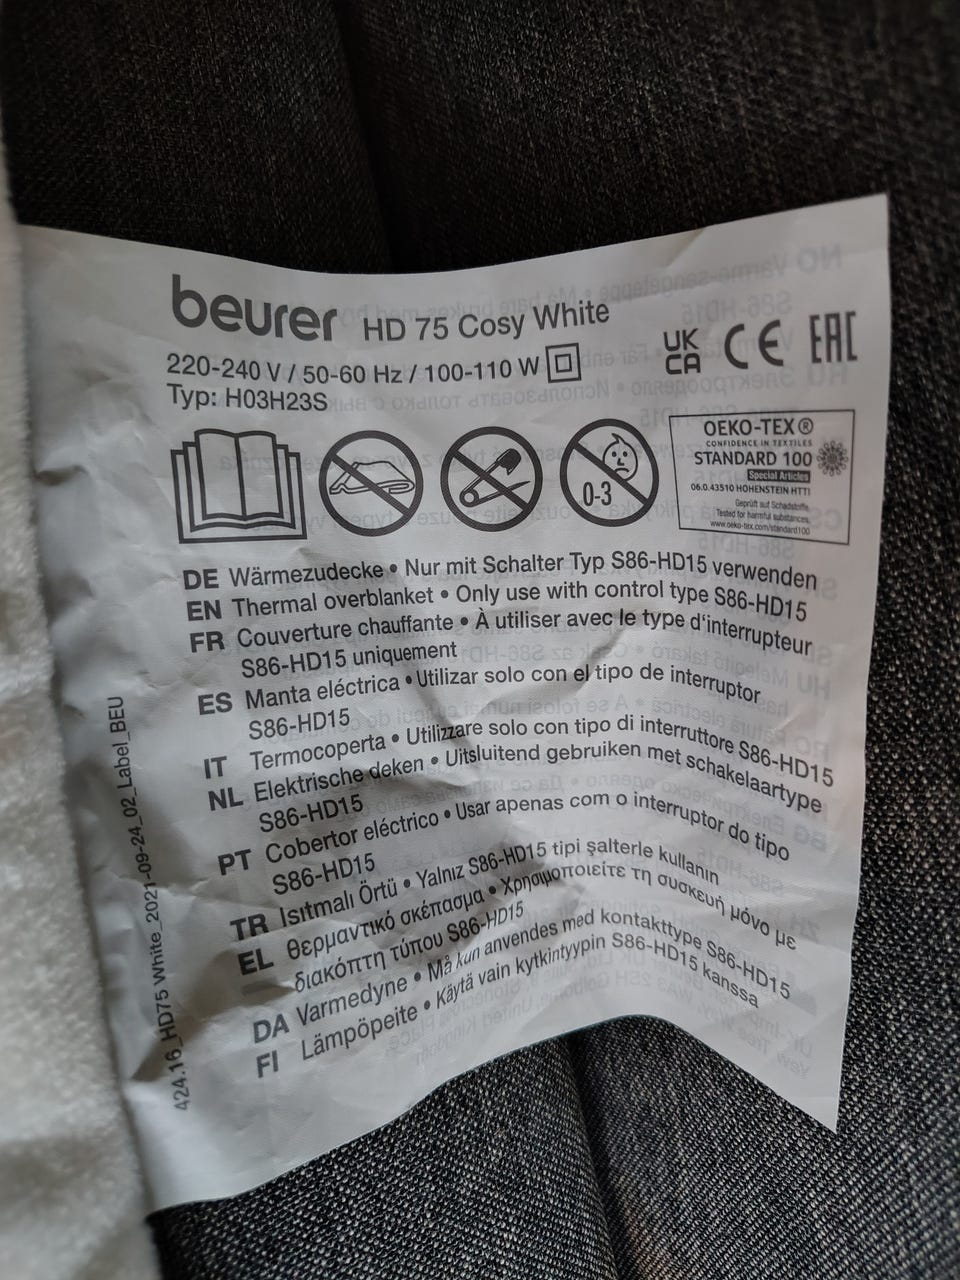 beurer HD 75 Cosy White
220-240 V / 50-60 Hz / 100-110 W
Typ: H03H23S
UK
CA
CE
EAC
0-3
OEKO-TEX®
CONFIDENCE IN TEXTILES
STANDARD 100
Special Articles
06.0.43510 HOHENSTEIN HTTI
Geprüft auf Schadstoffe.
Tested for harmful substances.
www.oeko-tex.com/standard100
DE Wärmezudecke • Nur mit Schalter Typ S86-HD15 verwenden
EN Thermal overblanket • Only use with control type S86-HD15
FR Couverture chauffante • À utiliser avec le type d'interrupteur
S86-HD15 uniquement
ES Manta eléctrica • Utilizar solo con el tipo de interruptor
S86-HD15
IT Termocoperta • Utilizzare solo con tipo di interruttore S86-HD15
NL Elektrische deken • Uitsluitend gebruiken met schakelaartype
S86-HD15
PT Cobertor eléctrico • Usar apenas com o interruptor do tipo
S86-HD15
TR Isıtmalı Örtü • Yalnız S86-HD15 tipi şalterle kullanın
EL Θερμαντικό σκέπασμα • Χρησιμοποιείτε τη συσκευή μόνο με
διακόπτη τύπου S86-HD15
DA Varmedyne • Må kun anvendes med kontakttype S86-HD15
FI Lämpöpeite • Käytä vain kytkintyypin S86-HD15 kanssa
424.16_HD75 White_2021-09-24_02_Label_BEU